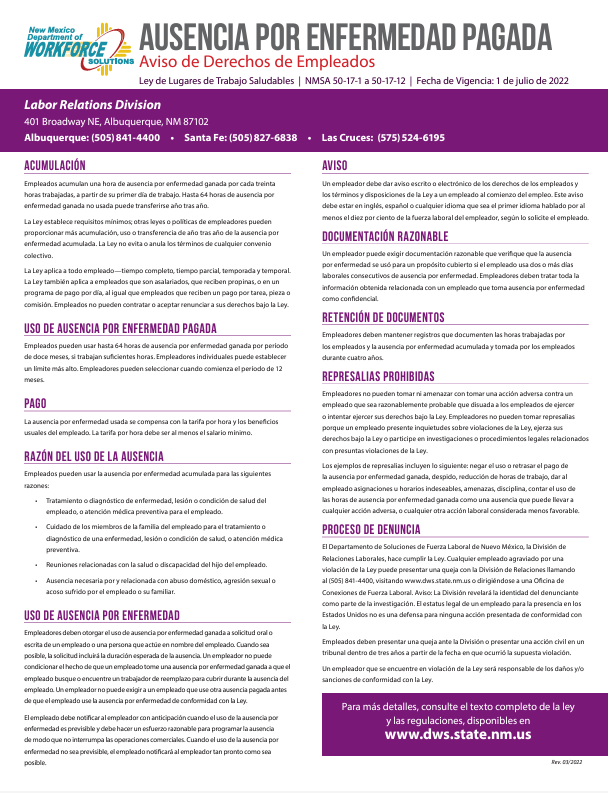 New Mexico
Department of
WORKFORCE
SOLUTIONS
AUSENCIA POR ENFERMEDAD PAGADA
Aviso de Derechos de Empleados
Ley de Lugares de Trabajo Saludables | NMSA 50-17-1 a 50-17-12 | Fecha de Vigencia: 1 de julio de 2022
Labor Relations Division
401 Broadway NE, Albuquerque, NM 87102
Albuquerque: (505) 841-4400 • Santa Fe: (505) 827-6838 • Las Cruces: (575) 524-6195
ACUMULACIÓN
Empleados acumulan una hora de ausencia por enfermedad ganada por cada treinta
horas trabajadas, a partir de su primer día de trabajo. Hasta 64 horas de ausencia por
enfermedad ganada no usada puede transferirse año tras año.
La Ley establece requisitos mínimos; otras leyes o políticas de empleadores pueden
proporcionar más acumulación, uso o transferencia de año tras año de la ausencia por
enfermedad acumulada. La Ley no evita o anula los términos de cualquier convenio
colectivo.
La Ley aplica a todo empleado—tiempo completo, tiempo parcial, temporada y temporal.
La Ley también aplica a empleados que son asalariados, que reciben propinas, o en un
programa de pago por día, al igual que empleados que reciben un pago por tarea, pieza o
comisión. Empleados no pueden contratar o aceptar renunciar a sus derechos bajo la Ley.
USO DE AUSENCIA POR ENFERMEDAD PAGADA
Empleados pueden usar hasta 64 horas de ausencia por enfermedad ganada por período
de doce meses, si trabajan suficientes horas. Empleadores individuales puede establecer
un límite más alto. Empleadores pueden seleccionar cuando comienza el periodo de 12
meses.
PAGO
La ausencia por enfermedad usada se compensa con la tarifa por hora y los beneficios
usuales del empleado. La tarifa por hora debe ser al menos el salario mínimo.
RAZÓN DEL USO DE LA AUSENCIA
Empleados pueden usar la ausencia por enfermedad acumulada para las siguientes
razones:
• Tratamiento o diagnóstico de enfermedad, lesión o condición de salud del
empleado, o atención médica preventiva para el empleado.
• Cuidado de los miembros de la familia del empleado para el tratamiento o
diagnóstico de una enfermedad, lesión o condición de salud, o atención médica
preventiva.
• Reuniones relacionadas con la salud o discapacidad del hijo del empleado.
• Ausencia necesaria por y relacionada con abuso doméstico, agresión sexual o
acoso sufrido por el empleado o su familiar.
USO DE AUSENCIA POR ENFERMEDAD
Empleadores deben otorgar el uso de ausencia por enfermedad ganada a solicitud oral o
escrita de un empleado o una persona que actúe en nombre del empleado. Cuando sea
posible, la solicitud incluirá la duración esperada de la ausencia. Un empleador no puede
condicionar el hecho de que un empleado tome una ausencia por enfermedad ganada a que el
empleado busque o encuentre un trabajador de reemplazo para cubrir durante la ausencia del
empleado. Un empleador no puede exigir a un empleado que use otra ausencia pagada antes
de que el empleado use la ausencia por enfermedad de conformidad con la Ley.
El empleado debe notificar al empleador con anticipación cuando el uso de la ausencia por
enfermedad es previsible y debe hacer un esfuerzo razonable para programar la ausencia
de modo que no interrumpa las operaciones comerciales. Cuando el uso de la ausencia por
enfermedad no sea previsible, el empleado notificará al empleador tan pronto como sea
posible.
AVISO
Un empleador debe dar aviso escrito o electrónico de los derechos de los empleados y
los términos y disposiciones de la Ley a un empleado al comienzo del empleo. Este aviso
debe estar en inglés, español o cualquier idioma que sea el primer idioma hablado por al
menos el diez por ciento de la fuerza laboral del empleador, según lo solicite el empleado.
DOCUMENTACIÓN RAZONABLE
Un empleador puede exigir documentación razonable que verifique que la ausencia
por enfermedad se usó para un propósito cubierto si el empleado usa dos o más días
laborales consecutivos de ausencia por enfermedad. Empleadores deben tratar toda la
información obtenida relacionada con un empleado que toma ausencia por enfermedad
como confidencial.
RETENCIÓN DE DOCUMENTOS
Empleadores deben mantener registros que documenten las horas trabajadas por
los empleados y la ausencia por enfermedad acumulada y tomada por los empleados
durante cuatro años.
REPRESALIAS PROHIBIDAS
Empleadores no pueden tomar ni amenazar con tomar una acción adversa contra un
empleado que sea razonablemente probable que disuada a los empleados de ejercer
o intentar ejercer sus derechos bajo la Ley. Empleadores no pueden tomar represalias
porque un empleado presente inquietudes sobre violaciones de la Ley, ejerza sus
derechos bajo la Ley o participe en investigaciones o procedimientos legales relacionados
con presuntas violaciones de la Ley.
Los ejemplos de represalias incluyen lo siguiente: negar el uso o retrasar el pago de
la ausencia por enfermedad ganada, despido, reducción de horas de trabajo, dar al
empleado asignaciones u horarios indeseables, amenazas, disciplina, contar el uso de
las horas de ausencia por enfermedad ganada como una ausencia que puede llevar a
cualquier acción adversa, o cualquier otra acción laboral considerada menos favorable.
PROCESO DE DENUNCIA
El Departamento de Soluciones de Fuerza Laboral de Nuevo México, la División de
Relaciones Laborales, hace cumplir la Ley. Cualquier empleado agraviado por una
violación de la Ley puede presentar una queja con la División de Relaciones llamando
al (505) 841-4400, visitando www.dws.state.nm.us o dirigiéndose a una Oficina de
Conexiones de Fuerza Laboral. Aviso: La División revelará la identidad del denunciante
como parte de la investigación. El estatus legal de un empleado para la presencia en los
Estados Unidos no es una defensa para ninguna acción presentada de conformidad con
la Ley.
Empleados deben presentar una queja ante la División o presentar una acción civil en un
tribunal dentro de tres años a partir de la fecha en que ocurrió la supuesta violación.
Un empleador que se encuentre en violación de la Ley será responsable de los daños y/o
sanciones de conformidad con la Ley.
Para más detalles, consulte el texto completo de la ley
y las regulaciones, disponibles en
www.dws.state.nm.us
Rev. 03/2022